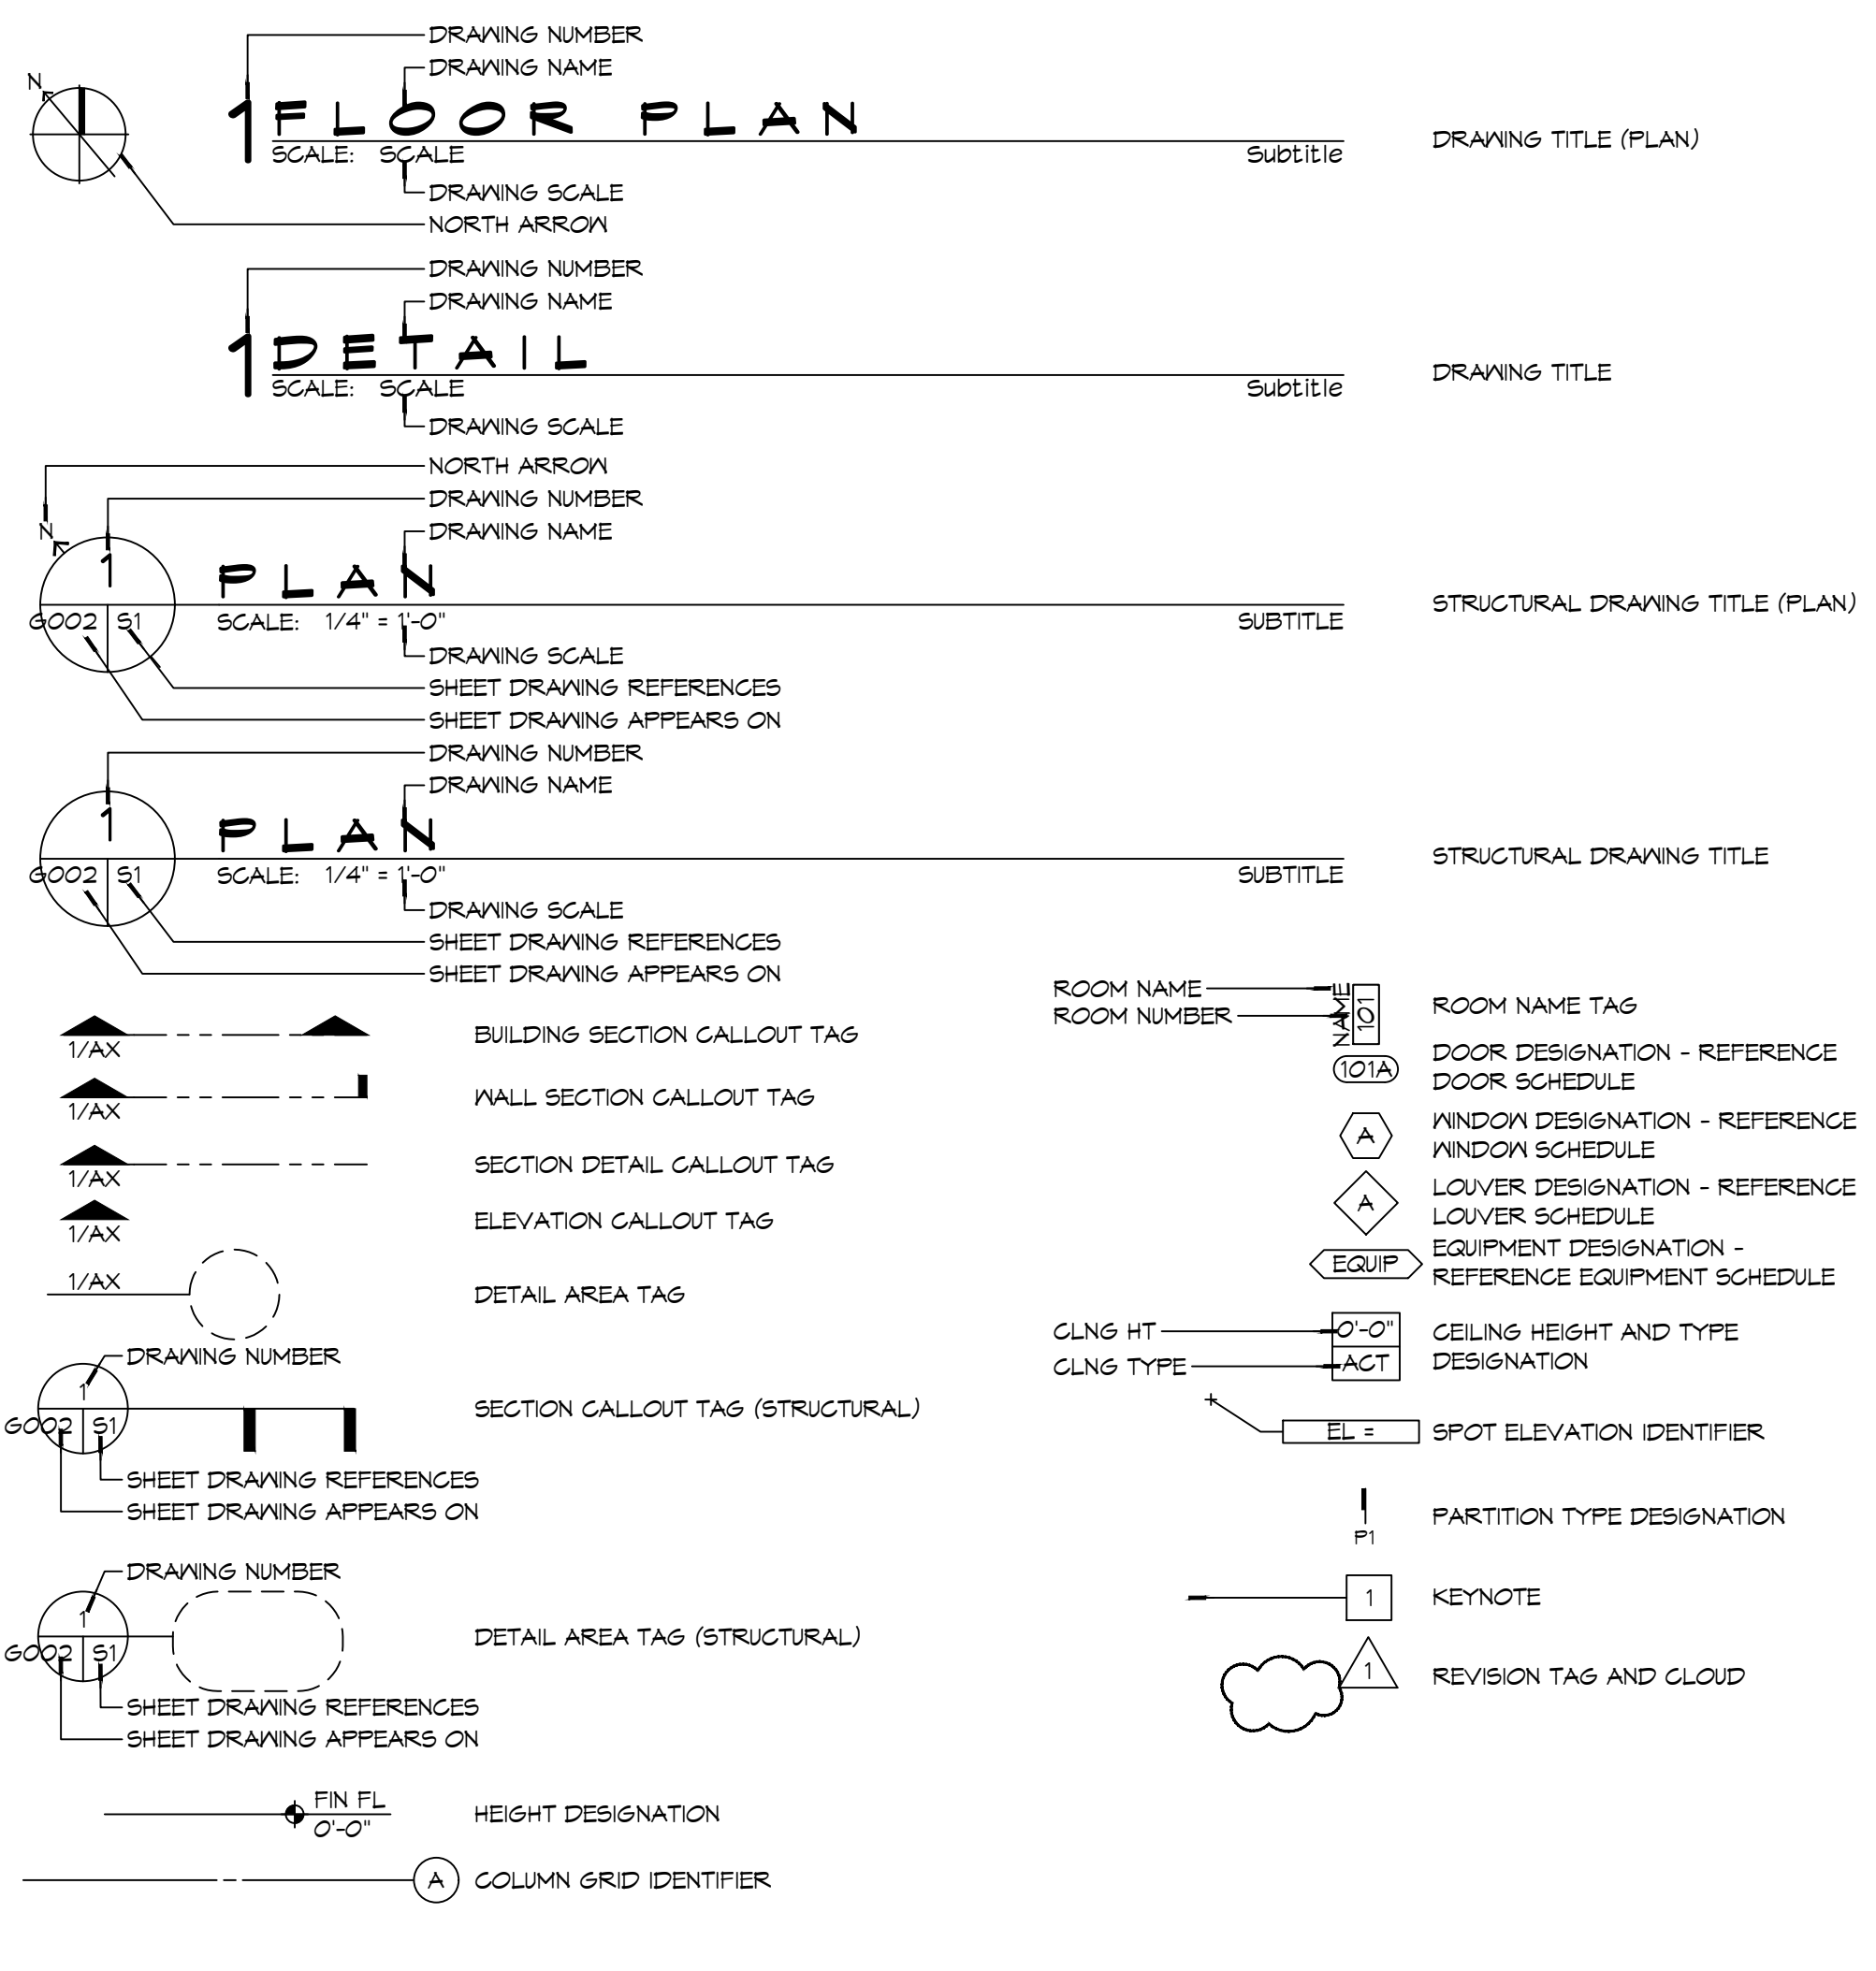 DRAWING NUMBER
DRAWING NAME
N
1 FLOOR PLAN
SCALE: SCALE
Subtitle
DRAWING TITLE (PLAN)
DRAWING SCALE
NORTH ARROW
DRAWING NUMBER
DRAWING NAME
1 DETAIL
SCALE: SCALE
Subtitle
DRAWING TITLE
DRAWING SCALE
NORTH ARROW
DRAWING NUMBER
DRAWING NAME
N
1
PLAN
STRUCTURAL DRAWING TITLE (PLAN)
G002 S1
SCALE: 1/4" = 1'-0"
SUBTITLE
DRAWING SCALE
SHEET DRAWING REFERENCES
SHEET DRAWING APPEARS ON
DRAWING NUMBER
DRAWING NAME
1
PLAN
STRUCTURAL DRAWING TITLE
G002 S1
SCALE: 1/4" = 1'-0"
SUBTITLE
DRAWING SCALE
SHEET DRAWING REFERENCES
SHEET DRAWING APPEARS ON
1/AX
BUILDING SECTION CALLOUT TAG
1/AX
WALL SECTION CALLOUT TAG
1/AX
SECTION DETAIL CALLOUT TAG
1/AX
ELEVATION CALLOUT TAG
1/AX
DETAIL AREA TAG
DRAWING NUMBER
1
G002 S1
SECTION CALLOUT TAG (STRUCTURAL)
SHEET DRAWING REFERENCES
SHEET DRAWING APPEARS ON
DRAWING NUMBER
1
G002 S1
DETAIL AREA TAG (STRUCTURAL)
SHEET DRAWING REFERENCES
SHEET DRAWING APPEARS ON
FIN FL
0'-0"
HEIGHT DESIGNATION
A
COLUMN GRID IDENTIFIER
ROOM NAME
ROOM NUMBER
NAME
101
ROOM NAME TAG
101A
DOOR DESIGNATION - REFERENCE
DOOR SCHEDULE
A
WINDOW DESIGNATION - REFERENCE
WINDOW SCHEDULE
A
LOUVER DESIGNATION - REFERENCE
LOUVER SCHEDULE
EQUIP
EQUIPMENT DESIGNATION -
REFERENCE EQUIPMENT SCHEDULE
CLNG HT
0'-0"
CLNG TYPE
ACT
CEILING HEIGHT AND TYPE
DESIGNATION
EL =
SPOT ELEVATION IDENTIFIER
P1
PARTITION TYPE DESIGNATION
1
KEYNOTE
1
REVISION TAG AND CLOUD